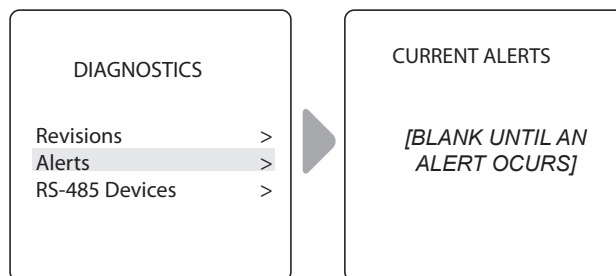 DIAGNOSTICS
Revisions >
Alerts >
RS-485 Devices >
CURRENT ALERTS
[BLANK UNTIL AN
ALERT OCURS]